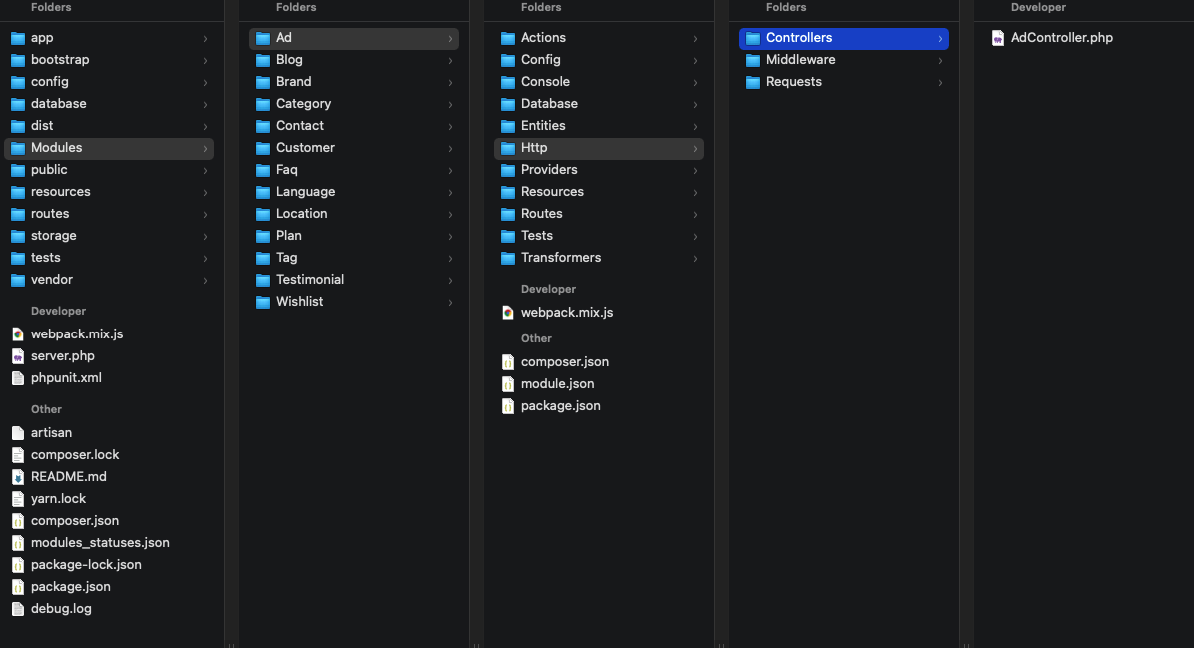 Folders
app
bootstrap
config
database
dist
Modules
public
resources
routes
storage
tests
vendor
Developer
webpack.mix.js
server.php
phpunit.xml
Other
artisan
composer.lock
README.md
yarn.lock
composer.json
modules_statuses.json
package-lock.json
package.json
debug.log
Folders
Ad
Blog
Brand
Category
Contact
Customer
Faq
Language
Location
Plan
Tag
Testimonial
Wishlist
Folders
Actions
Config
Console
Database
Entities
Http
Providers
Resources
Routes
Tests
Transformers
Developer
webpack.mix.js
Other
composer.json
module.json
package.json
Folders
Controllers
Middleware
Requests
Developer
AdController.php